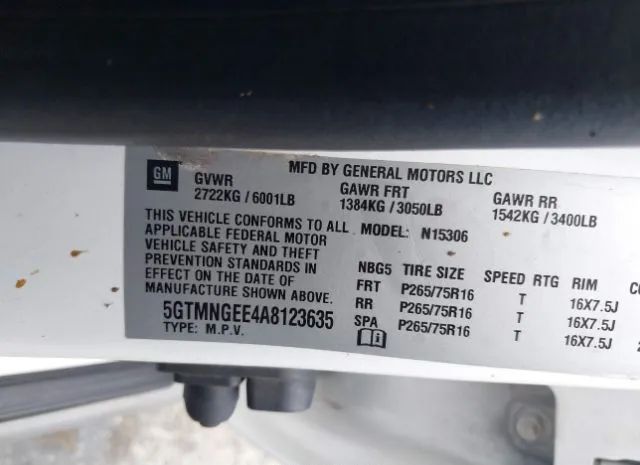 GM
MFD BY GENERAL MOTORS LLC
GVWR GAWR FRT GAWR RR
2722KG / 6001LB 1384KG / 3050LB 1542KG / 3400LB
THIS VEHICLE CONFORMS TO ALL
APPLICABLE FEDERAL MOTOR
VEHICLE SAFETY AND THEFT
PREVENTION STANDARDS IN
EFFECT ON THE DATE OF
MANUFACTURE SHOWN ABOVE.
5GTMNGEE4A8123635
TYPE: M.P.V.
MODEL: N15306
NBG5 TIRE SIZE SPEED RTG RIM
FRT P265/75R16 T 16X7.5J
RR P265/75R16 T 16X7.5J
SPA P265/75R16 T 16X7.5J